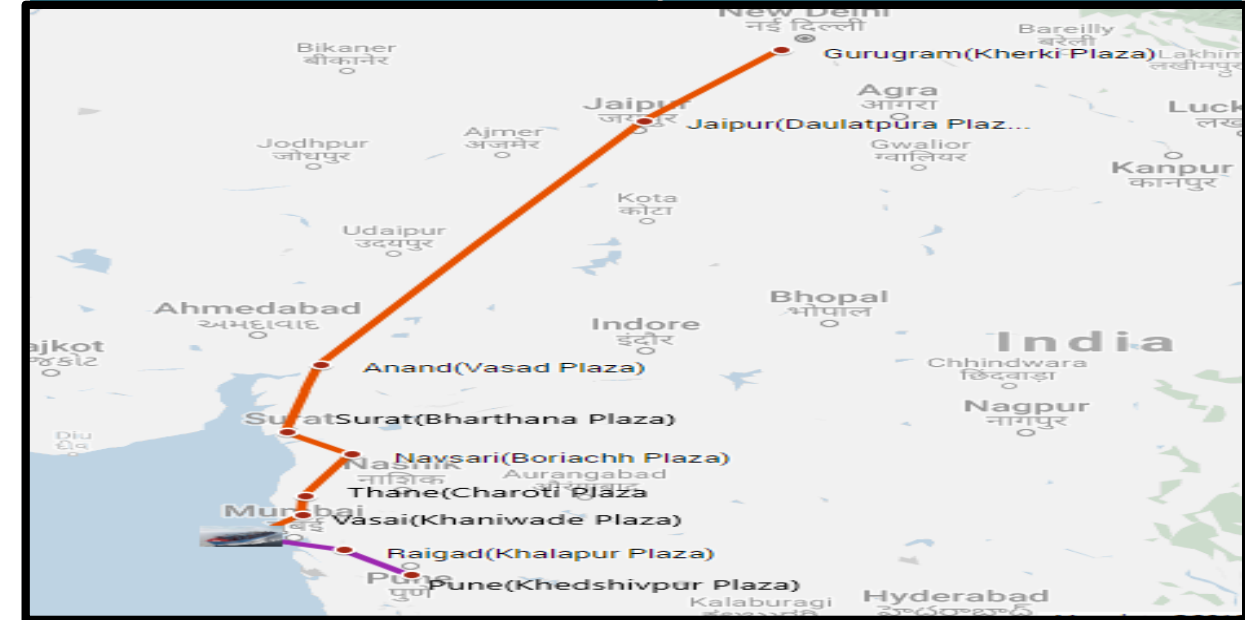 New Delhi
नई दिल्ली
Bareilly
बरेली
Bikaner
बीकानेर
Gurugram(Kherki Plaza)
Lakhim
लखीमपु
Agra
आगरा
Jaipur
Luck
Jaipur(Daulatpura Plaz...
Ajmer
अजमेर
Jodhpur
जोधपुर
Gwalior
ग्वालियर
Kanpur
कानपुर
Kota
कोटा
Udaipur
उदयपुर
Bhopal
भोपाल
Ahmedabad
અમદાવાદ
Indore
इंदौर
India
ajkot
Chhindwara
छिंदवाड़ा
Anand(Vasad Plaza)
Nagpur
नागपुर
Surat
Surat(Bharthana Plaza)
Diu
Navsari(Boriachh Plaza)
Nashik
नाशिक
Aurangabad
Thane(Charoti Plaza
Mumbai
Vasai(Khaniwade Plaza)
Raigad(Khalapur Plaza)
Pune
पुणे
Pune(Khedshivpur Plaza)
Kalaburagi
Hyderabad